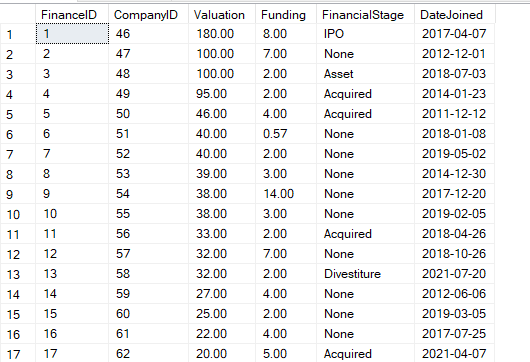 FinanceID CompanyID Valuation Funding FinancialStage DateJoined
1 1 46 180.00 8.00 IPO 2017-04-07
2 2 47 100.00 7.00 None 2012-12-01
3 3 48 100.00 2.00 Asset 2018-07-03
4 4 49 95.00 2.00 Acquired 2014-01-23
5 5 50 46.00 4.00 Acquired 2011-12-12
6 6 51 40.00 0.57 None 2018-01-08
7 7 52 40.00 2.00 None 2019-05-02
8 8 53 39.00 3.00 None 2014-12-30
9 9 54 38.00 14.00 None 2017-12-20
10 10 55 38.00 3.00 None 2019-02-05
11 11 56 33.00 2.00 Acquired 2018-04-26
12 12 57 32.00 7.00 None 2018-10-26
13 13 58 32.00 2.00 Divestiture 2021-07-20
14 14 59 27.00 4.00 None 2012-06-06
15 15 60 25.00 2.00 None 2019-03-05
16 16 61 22.00 4.00 None 2017-07-25
17 17 62 20.00 5.00 Acquired 2021-04-07